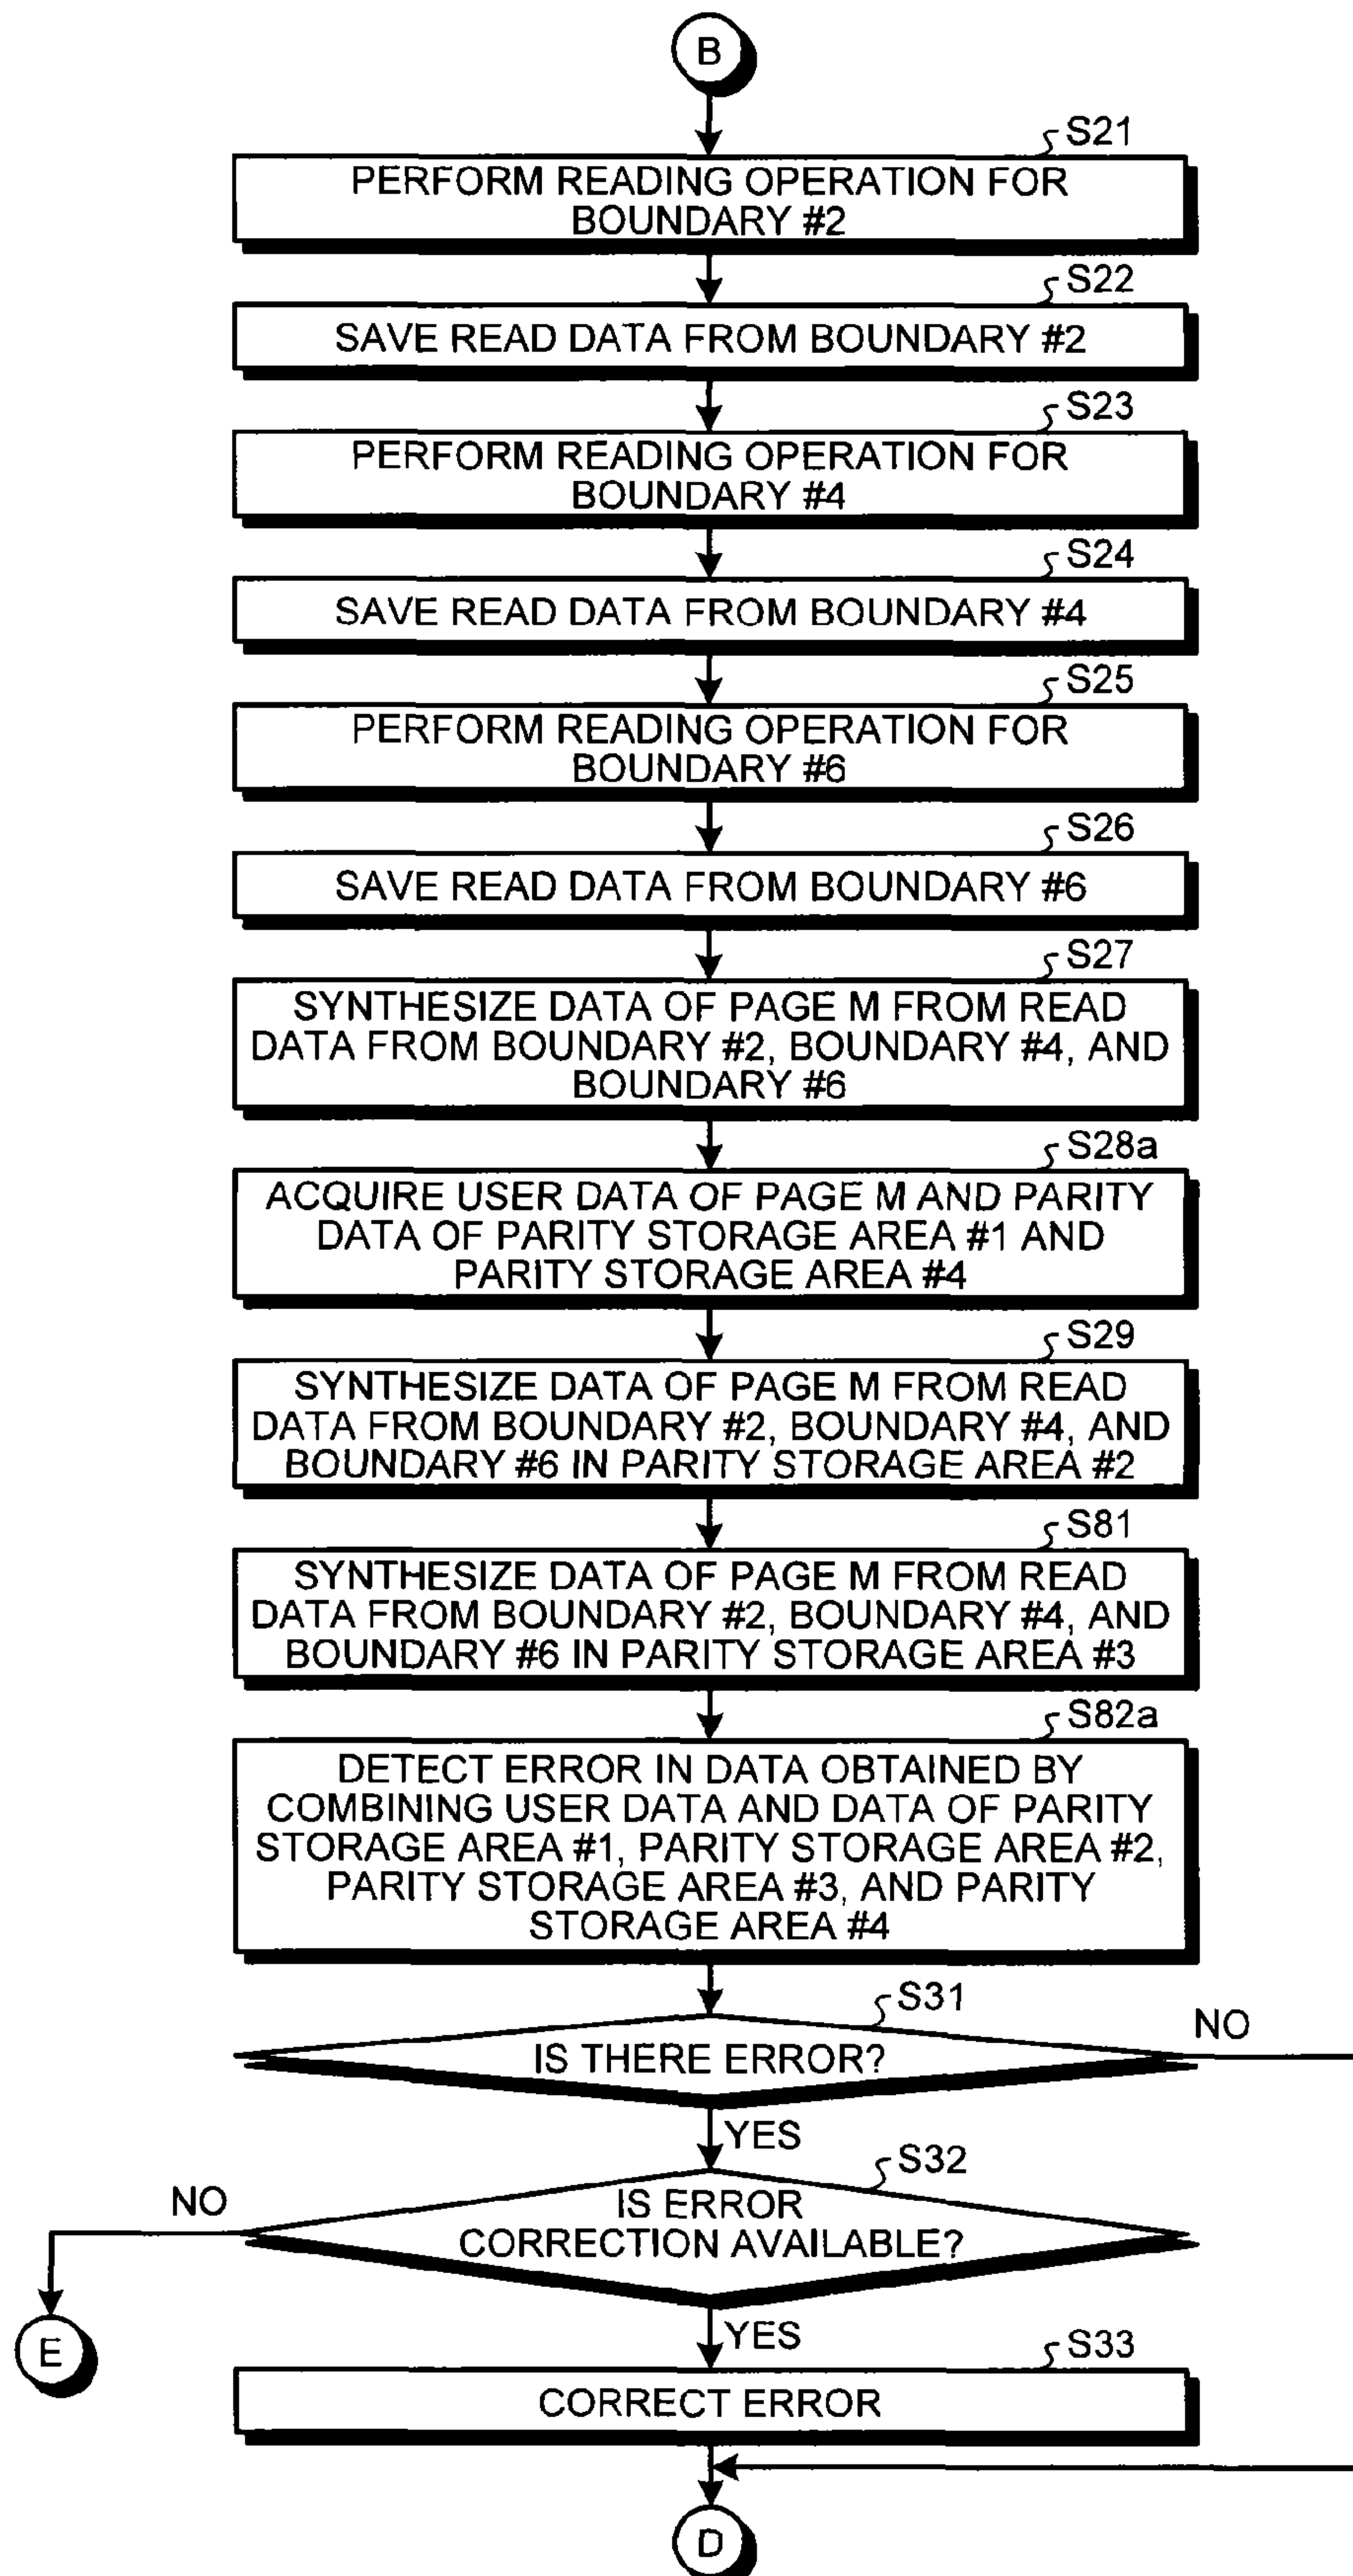 B
S21
PERFORM READING OPERATION FOR
BOUNDARY #2
S22
SAVE READ DATA FROM BOUNDARY #2
S23
PERFORM READING OPERATION FOR
BOUNDARY #4
S24
SAVE READ DATA FROM BOUNDARY #4
S25
PERFORM READING OPERATION FOR
BOUNDARY #6
S26
SAVE READ DATA FROM BOUNDARY #6
S27
SYNTHESIZE DATA OF PAGE M FROM READ
DATA FROM BOUNDARY #2, BOUNDARY #4, AND
BOUNDARY #6
S28a
ACQUIRE USER DATA OF PAGE M AND PARITY
DATA OF PARITY STORAGE AREA #1 AND
PARITY STORAGE AREA #4
S29
SYNTHESIZE DATA OF PAGE M FROM READ
DATA FROM BOUNDARY #2, BOUNDARY #4, AND
BOUNDARY #6 IN PARITY STORAGE AREA #2
S81
SYNTHESIZE DATA OF PAGE M FROM READ
DATA FROM BOUNDARY #2, BOUNDARY #4, AND
BOUNDARY #6 IN PARITY STORAGE AREA #3
S82a
DETECT ERROR IN DATA OBTAINED BY
COMBINING USER DATA AND DATA OF PARITY
STORAGE AREA #1, PARITY STORAGE AREA #2,
PARITY STORAGE AREA #3, AND PARITY
STORAGE AREA #4
S31
NO
IS THERE ERROR?
YES
S32
NO
IS ERROR
CORRECTION AVAILABLE?
YES
E
S33
CORRECT ERROR
D